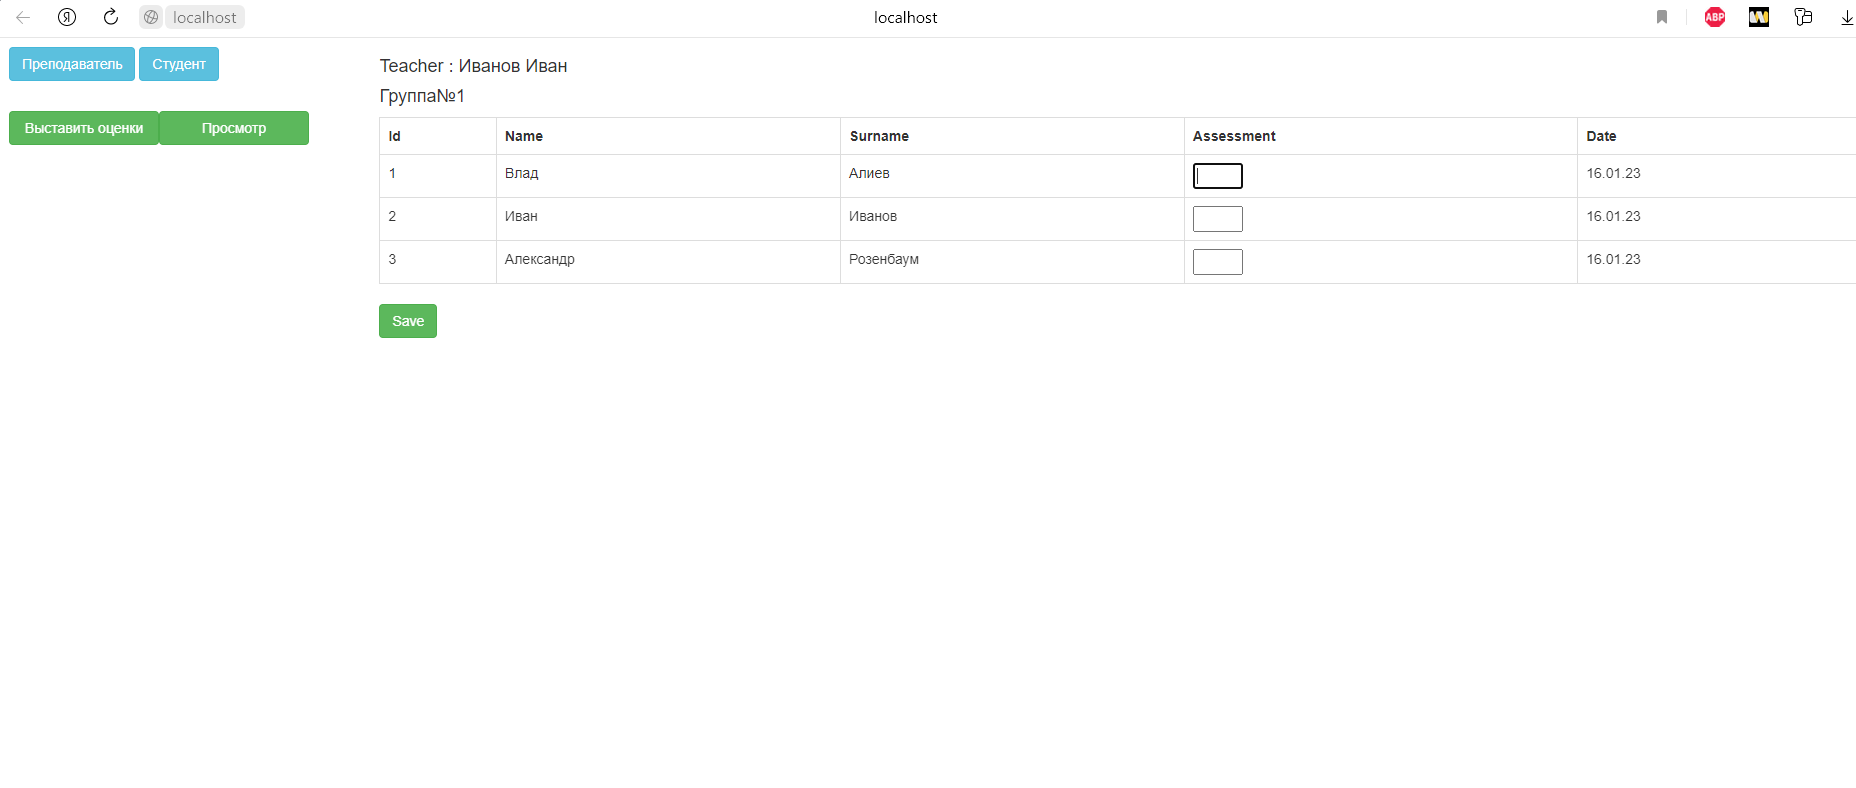 Я localhost localhost ABP W
Преподаватель Студент
Выставить оценки Просмотр
Teacher : Иванов Иван
Группа№1
Id Name Surname Assessment Date
1 Влад Алиев 16.01.23
2 Иван Иванов 16.01.23
3 Александр Розенбаум 16.01.23
Save